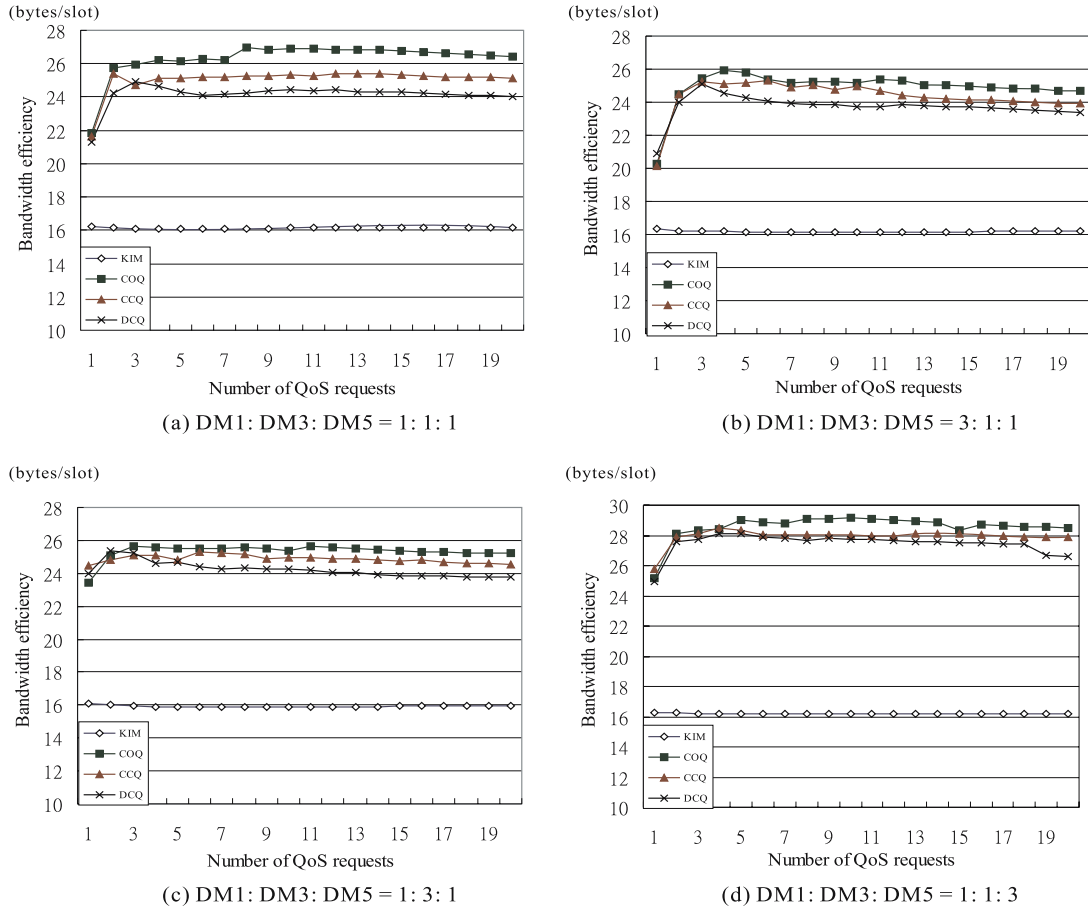 (bytes/slot)
28
26
24
22
20
18
16
14
12
10
Bandwidth efficiency
KIM
COQ
CCQ
DCQ
1 3 5 7 9 11 13 15 17 19
Number of QoS requests
(a) DM1: DM3: DM5 = 1: 1: 1
(bytes/slot)
28
26
24
22
20
18
16
14
12
10
Bandwidth efficiency
KIM
COQ
CCQ
DCQ
1 3 5 7 9 11 13 15 17 19
Number of QoS requests
(b) DM1: DM3: DM5 = 3: 1: 1
(bytes/slot)
28
26
24
22
20
18
16
14
12
10
Bandwidth efficiency
KIM
COQ
CCQ
DCQ
1 3 5 7 9 11 13 15 17 19
Number of QoS requests
(c) DM1: DM3: DM5 = 1: 3: 1
(bytes/slot)
30
28
26
24
22
20
18
16
14
12
10
Bandwidth efficiency
KIM
COQ
CCQ
DCQ
1 3 5 7 9 11 13 15 17 19
Number of QoS requests
(d) DM1: DM3: DM5 = 1: 1: 3